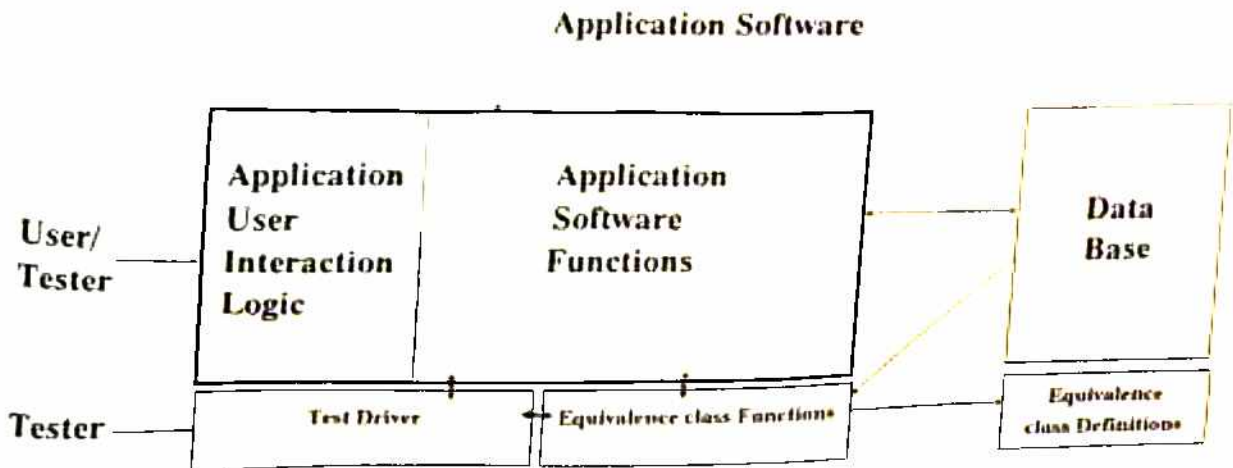 Application Software
Application
User
Interaction
Logic
Application
Software
Functions
Data
Base
User/
Tester
Tester
Test Driver
Equivalence class Functions
Equivalence
class Definitions